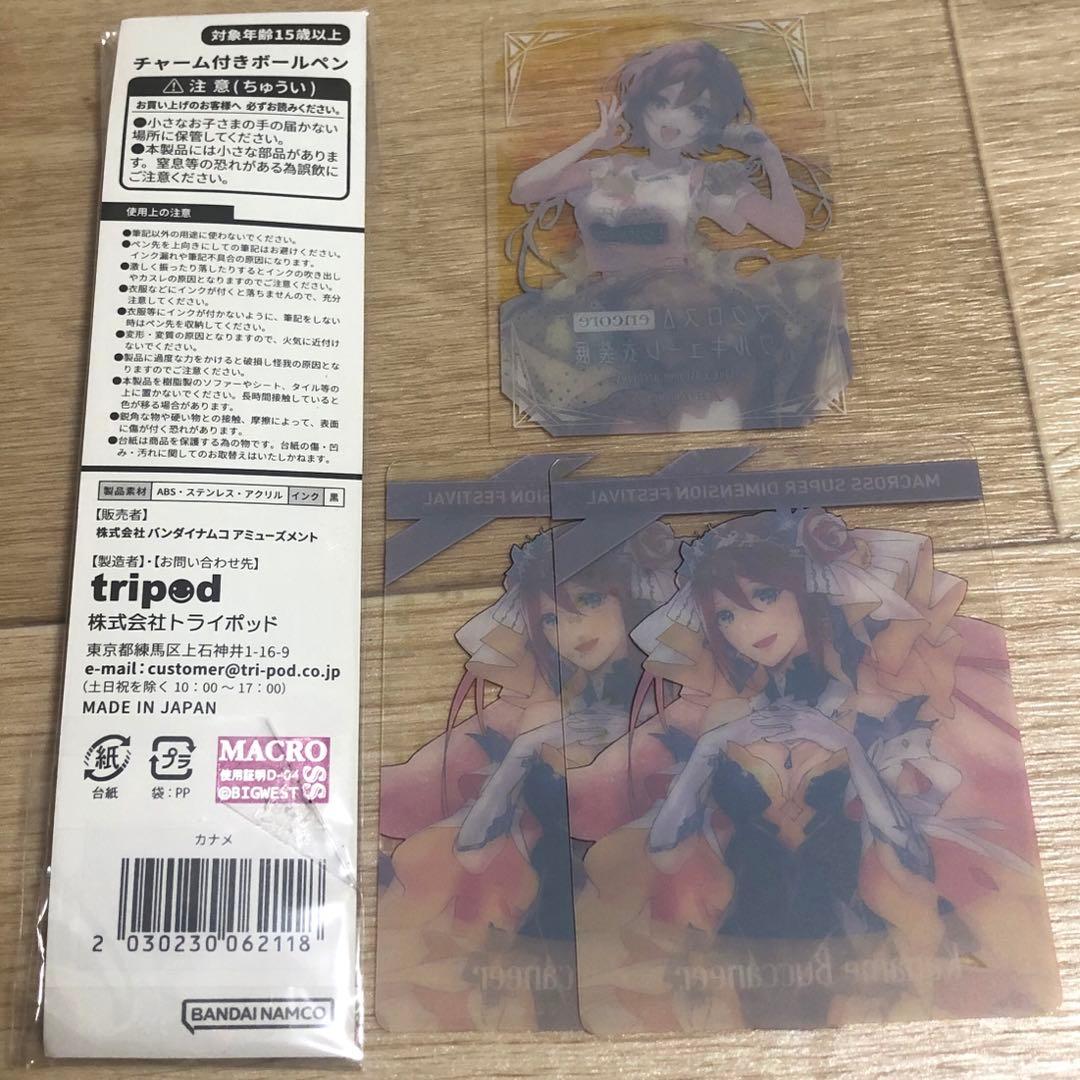 対象年齢15歳以上
チャーム付きボールペン
⚠注意(ちゅうい)
お買い上げのお客様へ 必ずお読みください。
●小さなお子さまの手の届かない
場所に保管してください。
●本製品には小さな部品がありま
す。窒息等の恐れがある為誤飲に
ご注意ください。
使用上の注意
●筆記以外の用途に使わないでください。
●ペン先を上向きにしての筆記はお避けください。
インク漏れや筆記不具合の原因になります。
●激しく振ったり落したりするとインクの吹き出し
やカスレの原因となりますのでご注意ください。
●衣服などにインクが付くと落ちませんので、充分
注意してください。
●衣服等にインクが付かないように、筆記をしない
時はペン先を収納してください。
●変形・変質の原因となりますので、火気に近付け
ないでください。
●製品に過度な力をかけると破損し怪我の原因とな
りますのでご注意ください。
●本製品を樹脂製のソファーやシート、タイル等の
上に置かないでください。長時間接触していると
色が移る場合があります。
●鋭角な物や硬い物との接触、摩擦によって、表面
に傷が付く恐れがあります。
●台紙は商品を保護する為の物です。台紙の傷・凹
み・汚れに関してのお取替えはいたしかねます。
製品素材 ABS・ステンレス・アクリル インク 黒
【販売者】
株式会社バンダイナムコアミューズメント
【製造者】・【お問い合わせ先】
tripod
株式会社トライポッド
東京都練馬区上石神井1-16-9
e-mail：customer@tri-pod.co.jp
(土日祝を除く 10：00～17：00)
MADE IN JAPAN
紙
台紙
プラ
袋：PP
MACROSS
使用証明D-04
©BIGWEST
カナメ
2 030230 062118
BANDAI NAMCO
マクロスΔ encore
ワルキューレ衣装展
MACROSS SUPER DIMENSION FESTIVAL
SION FESTIVAL
Kaname Buccaneer
caneer